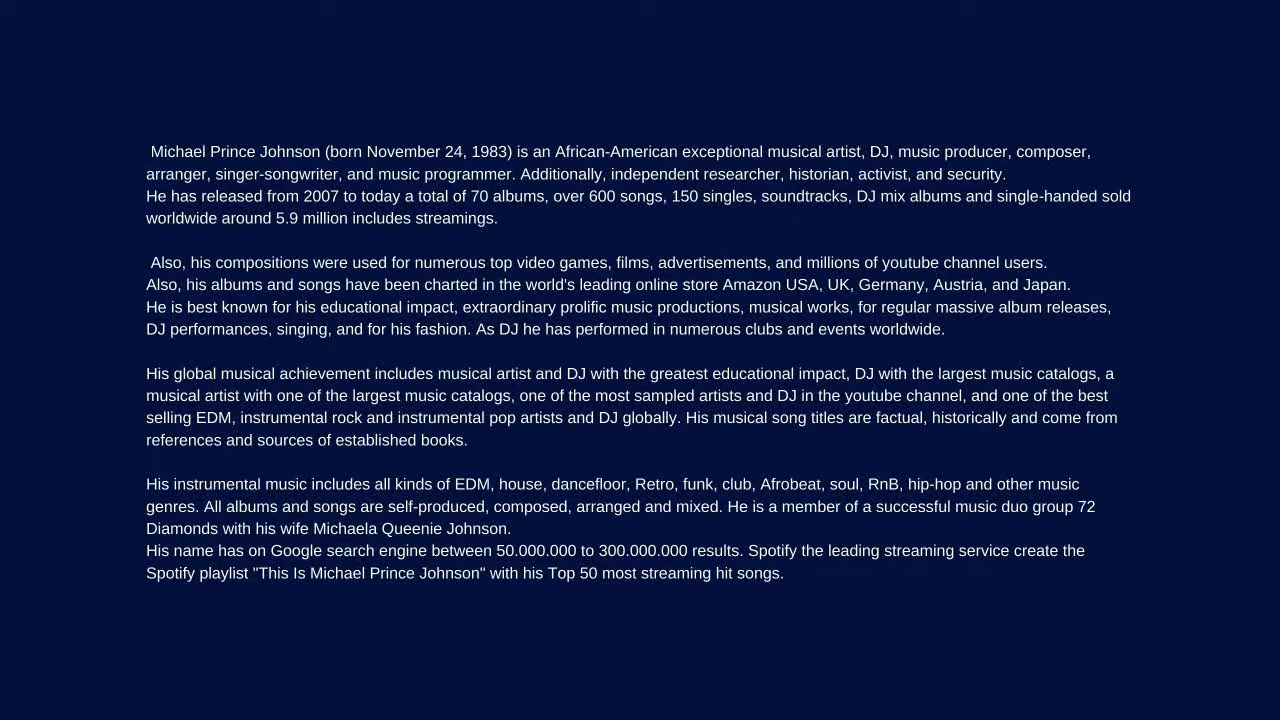 Michael Prince Johnson (born November 24, 1983) is an African-American exceptional musical artist, DJ, music producer, composer,
arranger, singer-songwriter, and music programmer. Additionally, independent researcher, historian, activist, and security.
He has released from 2007 to today a total of 70 albums, over 600 songs, 150 singles, soundtracks, DJ mix albums and single-handed sold
worldwide around 5.9 million includes streamings.
Also, his compositions were used for numerous top video games, films, advertisements, and millions of youtube channel users.
Also, his albums and songs have been charted in the world's leading online store Amazon USA, UK, Germany, Austria, and Japan.
He is best known for his educational impact, extraordinary prolific music productions, musical works, for regular massive album releases,
DJ performances, singing, and for his fashion. As DJ he has performed in numerous clubs and events worldwide.
His global musical achievement includes musical artist and DJ with the greatest educational impact, DJ with the largest music catalogs, a
musical artist with one of the largest music catalogs, one of the most sampled artists and DJ in the youtube channel, and one of the best
selling EDM, instrumental rock and instrumental pop artists and DJ globally. His musical song titles are factual, historically and come from
references and sources of established books.
His instrumental music includes all kinds of EDM, house, dancefloor, Retro, funk, club, Afrobeat, soul, RnB, hip-hop and other music
genres. All albums and songs are self-produced, composed, arranged and mixed. He is a member of a successful music duo group 72
Diamonds with his wife Michaela Queenie Johnson.
His name has on Google search engine between 50.000.000 to 300.000.000 results. Spotify the leading streaming service create the
Spotify playlist "This Is Michael Prince Johnson" with his Top 50 most streaming hit songs.